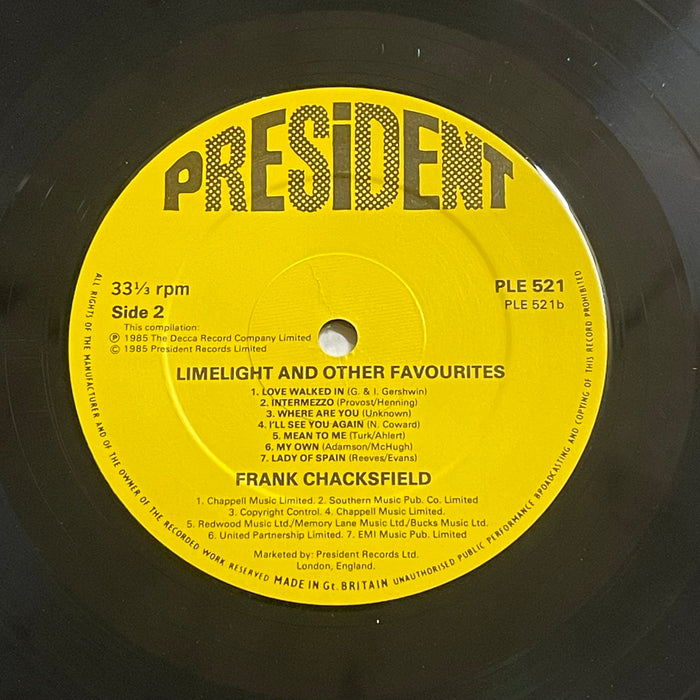 PRESiDENT
33⅓ rpm
Side 2
PLE 521
PLE 521b
This compilation:
Ⓟ 1985 The Decca Record Company Limited
© 1985 President Records Limited
LIMELIGHT AND OTHER FAVOURITES
1. LOVE WALKED IN (G. & I. Gershwin)
2. INTERMEZZO (Provost/Henning)
3. WHERE ARE YOU (Unknown)
4. I'LL SEE YOU AGAIN (N. Coward)
5. MEAN TO ME (Turk/Ahlert)
6. MY OWN (Adamson/McHugh)
7. LADY OF SPAIN (Reeves/Evans)
FRANK CHACKSFIELD
1. Chappell Music Limited. 2. Southern Music Pub. Co. Limited
3. Copyright Control. 4. Chappell Music Limited.
5. Redwood Music Ltd./Memory Lane Music Ltd/Bucks Music Ltd.
6. United Partnership Limited. 7. EMI Music Pub. Limited
Marketed by: President Records Ltd.
London, England.
ALL RIGHTS OF THE MANUFACTURER AND OF THE OWNER OF THE RECORDED WORK RESERVED MADE IN Gt. BRITAIN UNAUTHORISED PUBLIC PERFORMANCE BROADCASTING AND COPYING OF THIS RECORD PROHIBITED